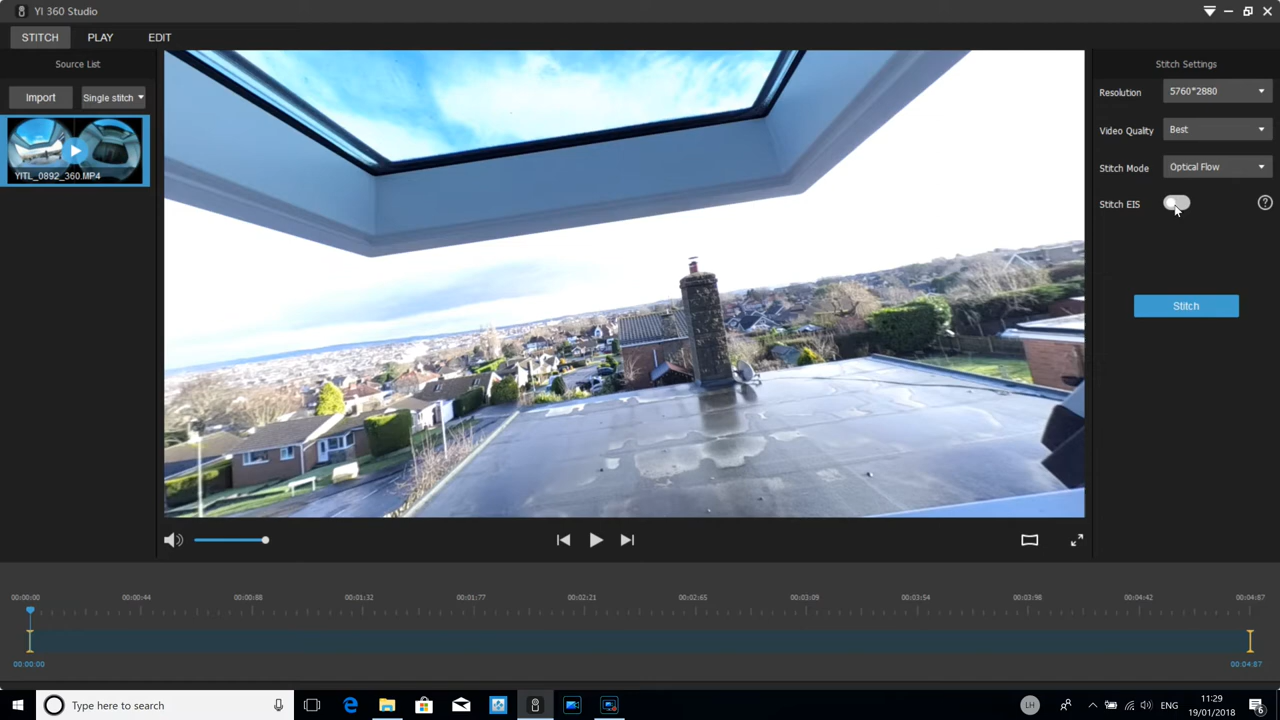 YI 360 Studio
STITCH PLAY EDIT
Source List
Import Single stitch
YITL_0892_360.MP4
Stitch Settings
Resolution 5760*2880
Video Quality Best
Stitch Mode Optical Flow
Stitch EIS ?
Stitch
00:00:00 00:00:44 00:00:88 00:01:32 00:01:77 00:02:21 00:02:65 00:03:09 00:03:54 00:03:98 00:04:42 00:04:87
00:00:00 00:04:87
Type here to search
LH ENG 11:29
19/01/2018
6